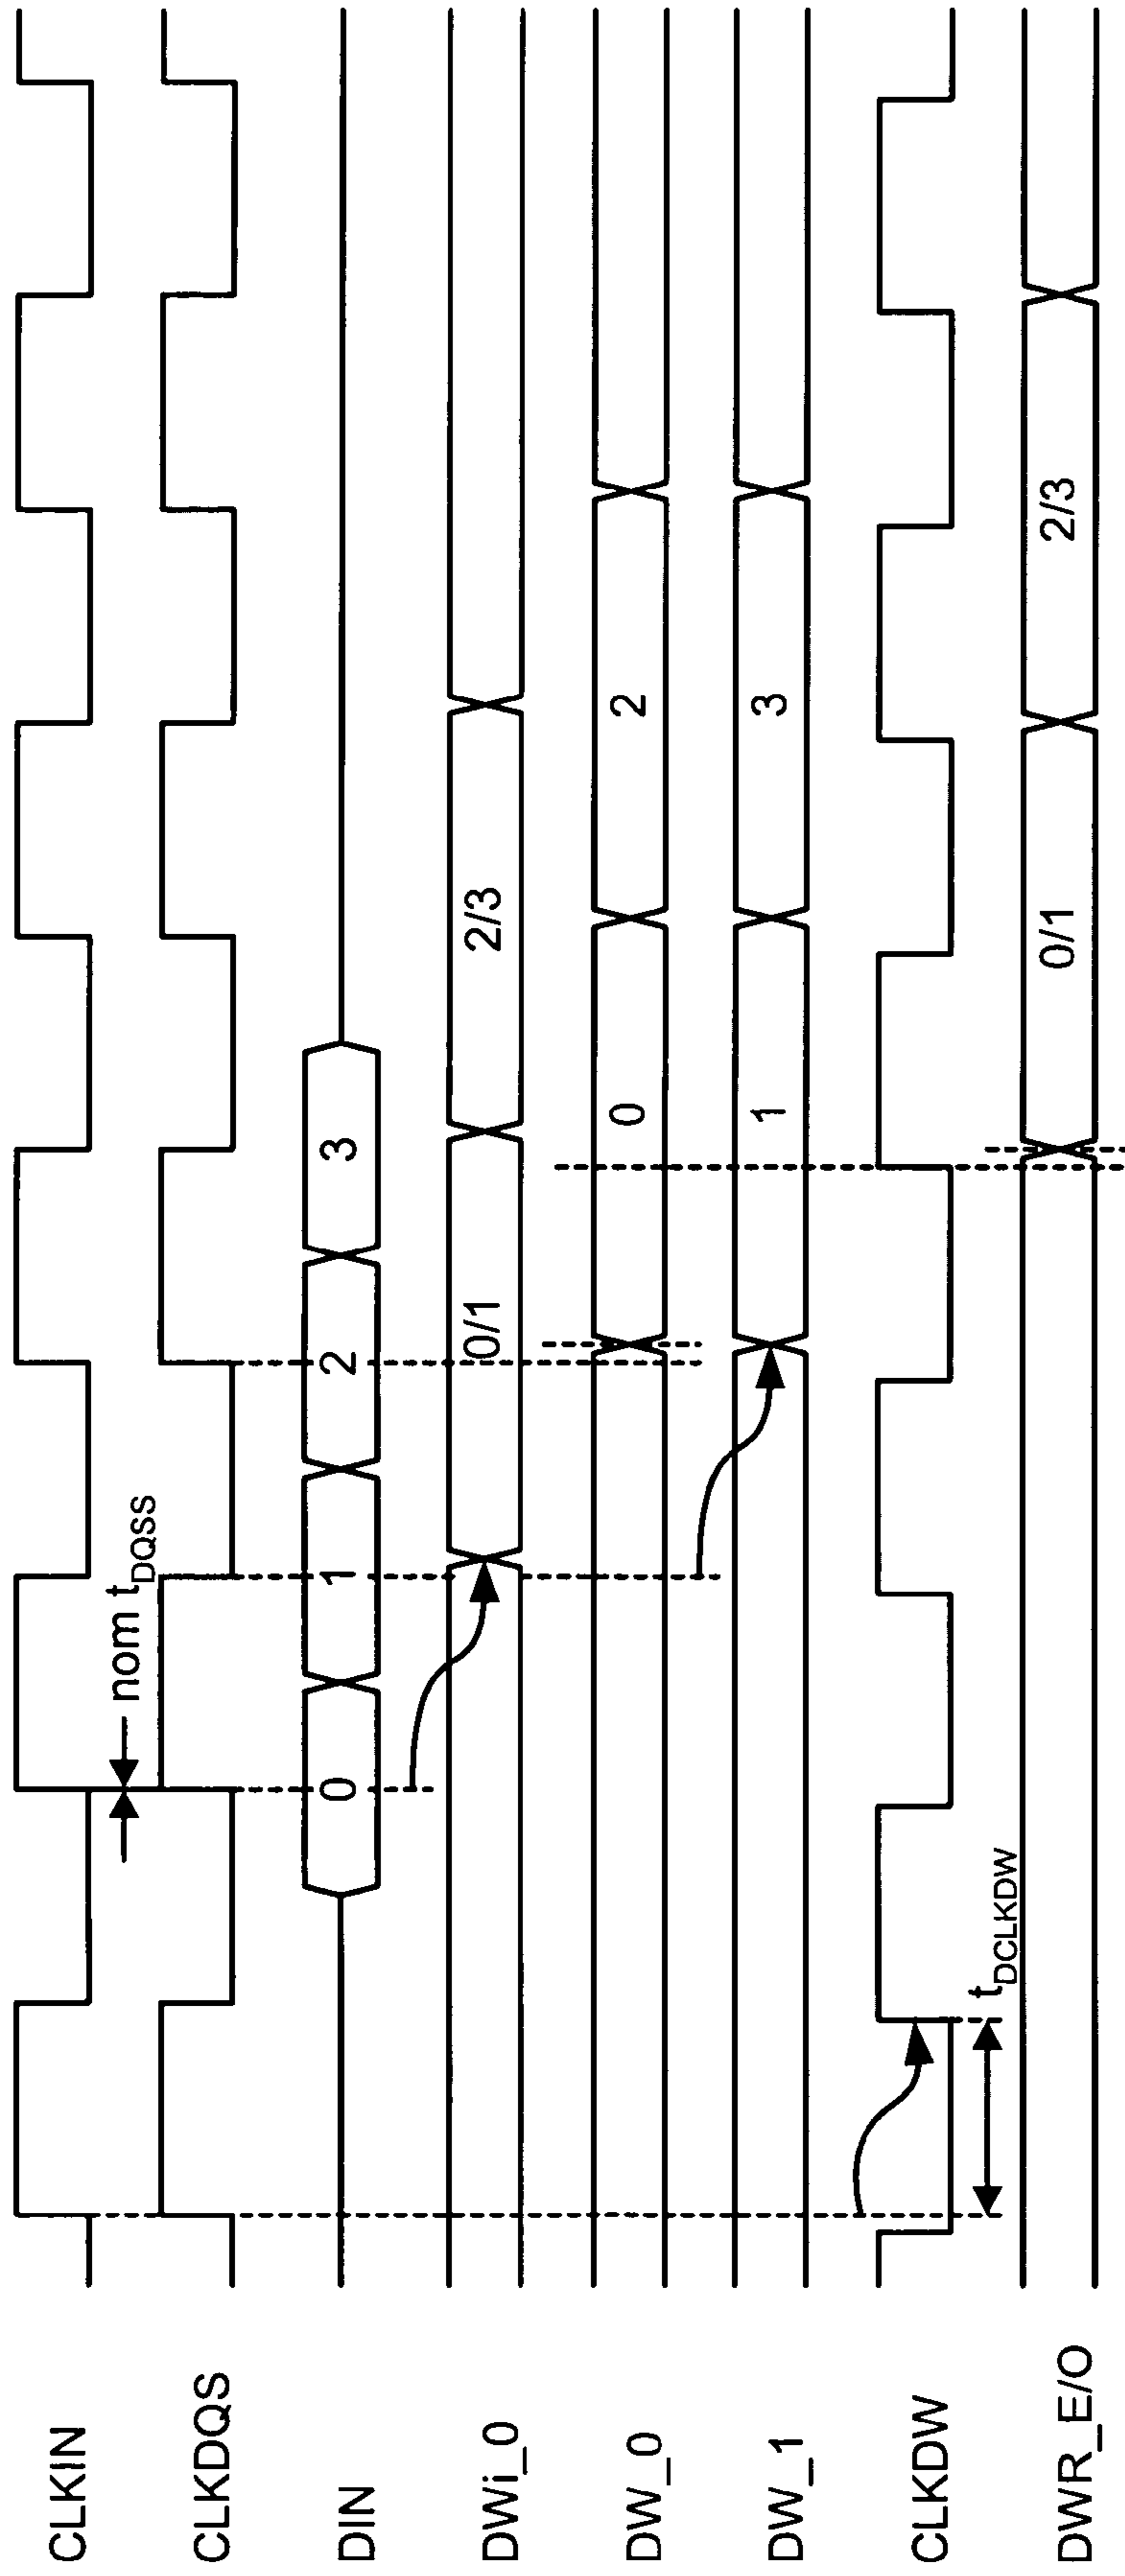 CLKIN
nom tDQSS
CLKDQS
DIN
0
1
2
3
DWi_0
0/1
2/3
DW_0
0
2
DW_1
1
3
CLKDW
tDCLKDW
DWR_E/O
0/1
2/3